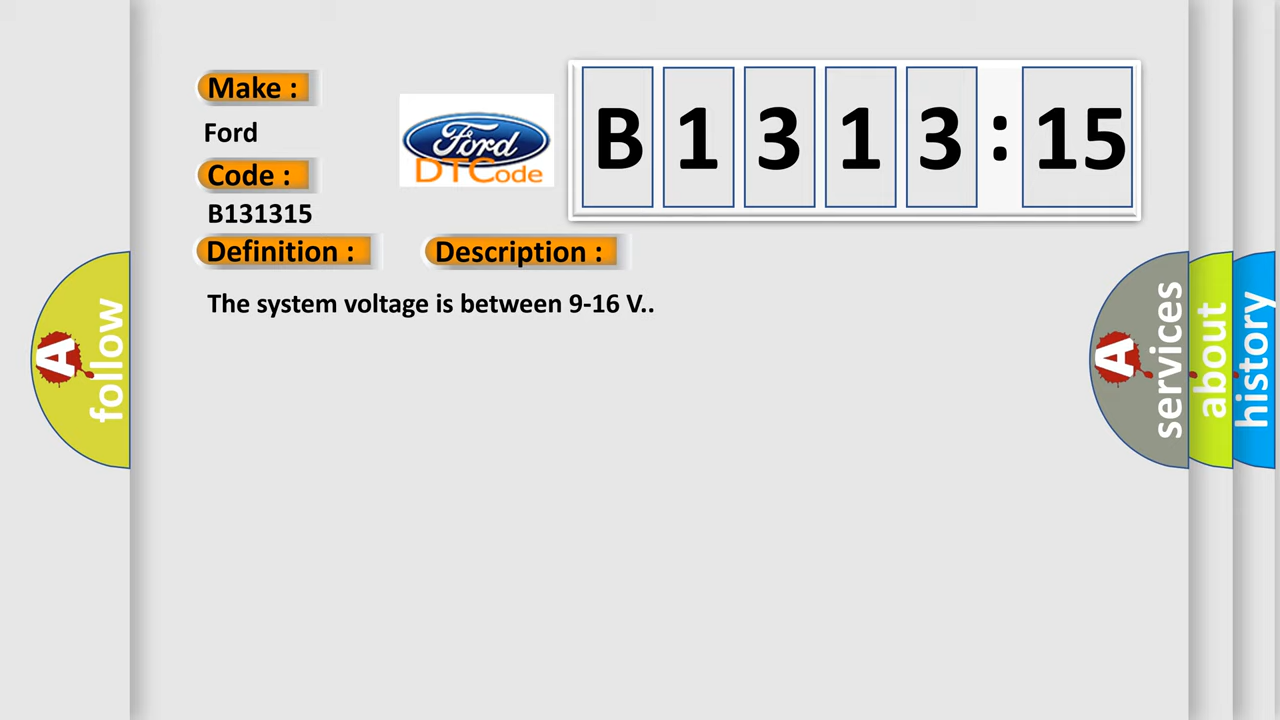 Make :
Ford
Code :
B131315
Definition :
Description :
The system voltage is between 9-16 V..
Ford
DTCode
B 1 3 1 3 : 15
A follow
A services
about
history